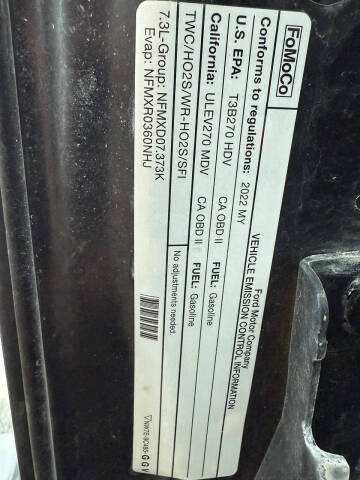 FoMoCo
Ford Motor Company
VEHICLE EMISSION CONTROL INFORMATION
Conforms to regulations: 2022 MY
U.S. EPA: T3B270 HDV CA OBD II FUEL: Gasoline
California: ULEV270 MDV CA OBD II FUEL: Gasoline
TWC/HO2S/WR-HO2S/SFI No adjustments needed.
7.3L-Group: NFMXD07.373K
Evap: NFMXR0360NHJ
GGV